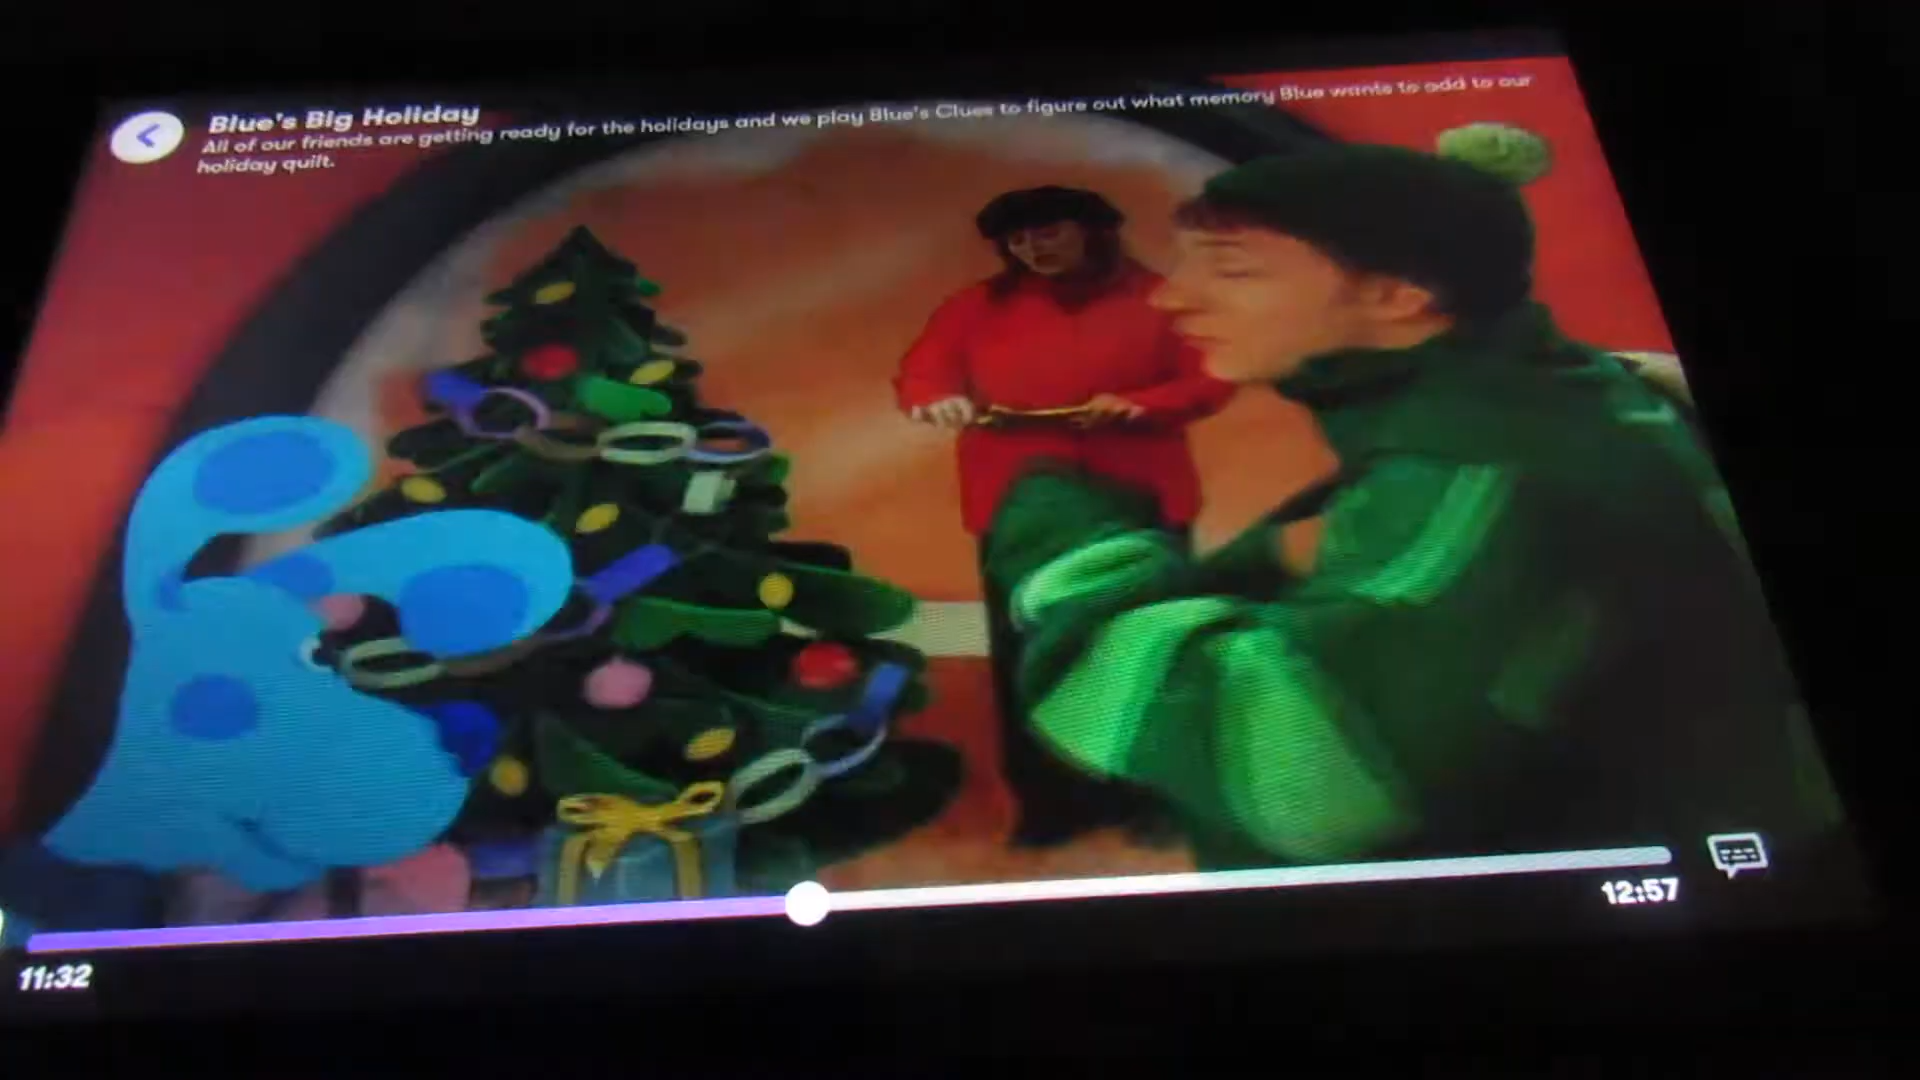 Blue's Big Holiday
All of our friends are getting ready for the holidays and we play Blue's Clues to figure out what memory Blue wants to add to our
holiday quilt.
12:57
11:32